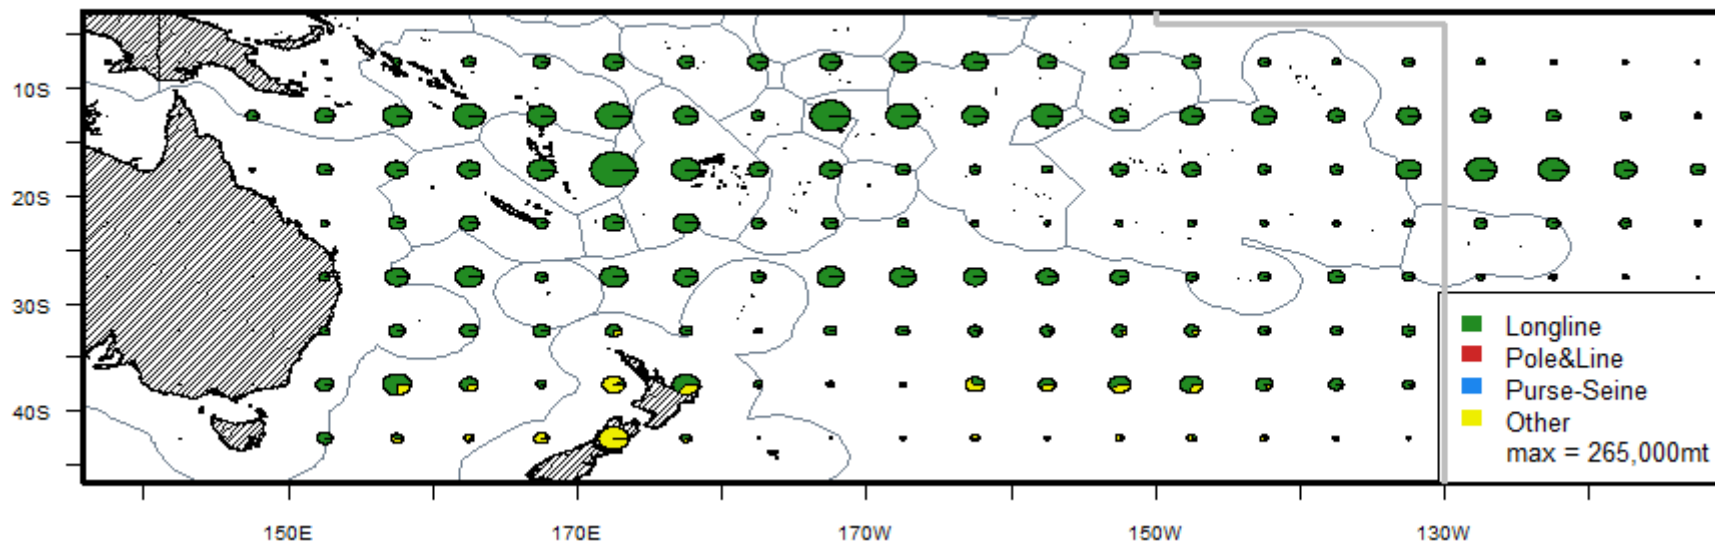 10S
20S
30S
40S
150E
170E
170W
150W
130W
Longline
Pole&Line
Purse-Seine
Other
max = 265,000mt